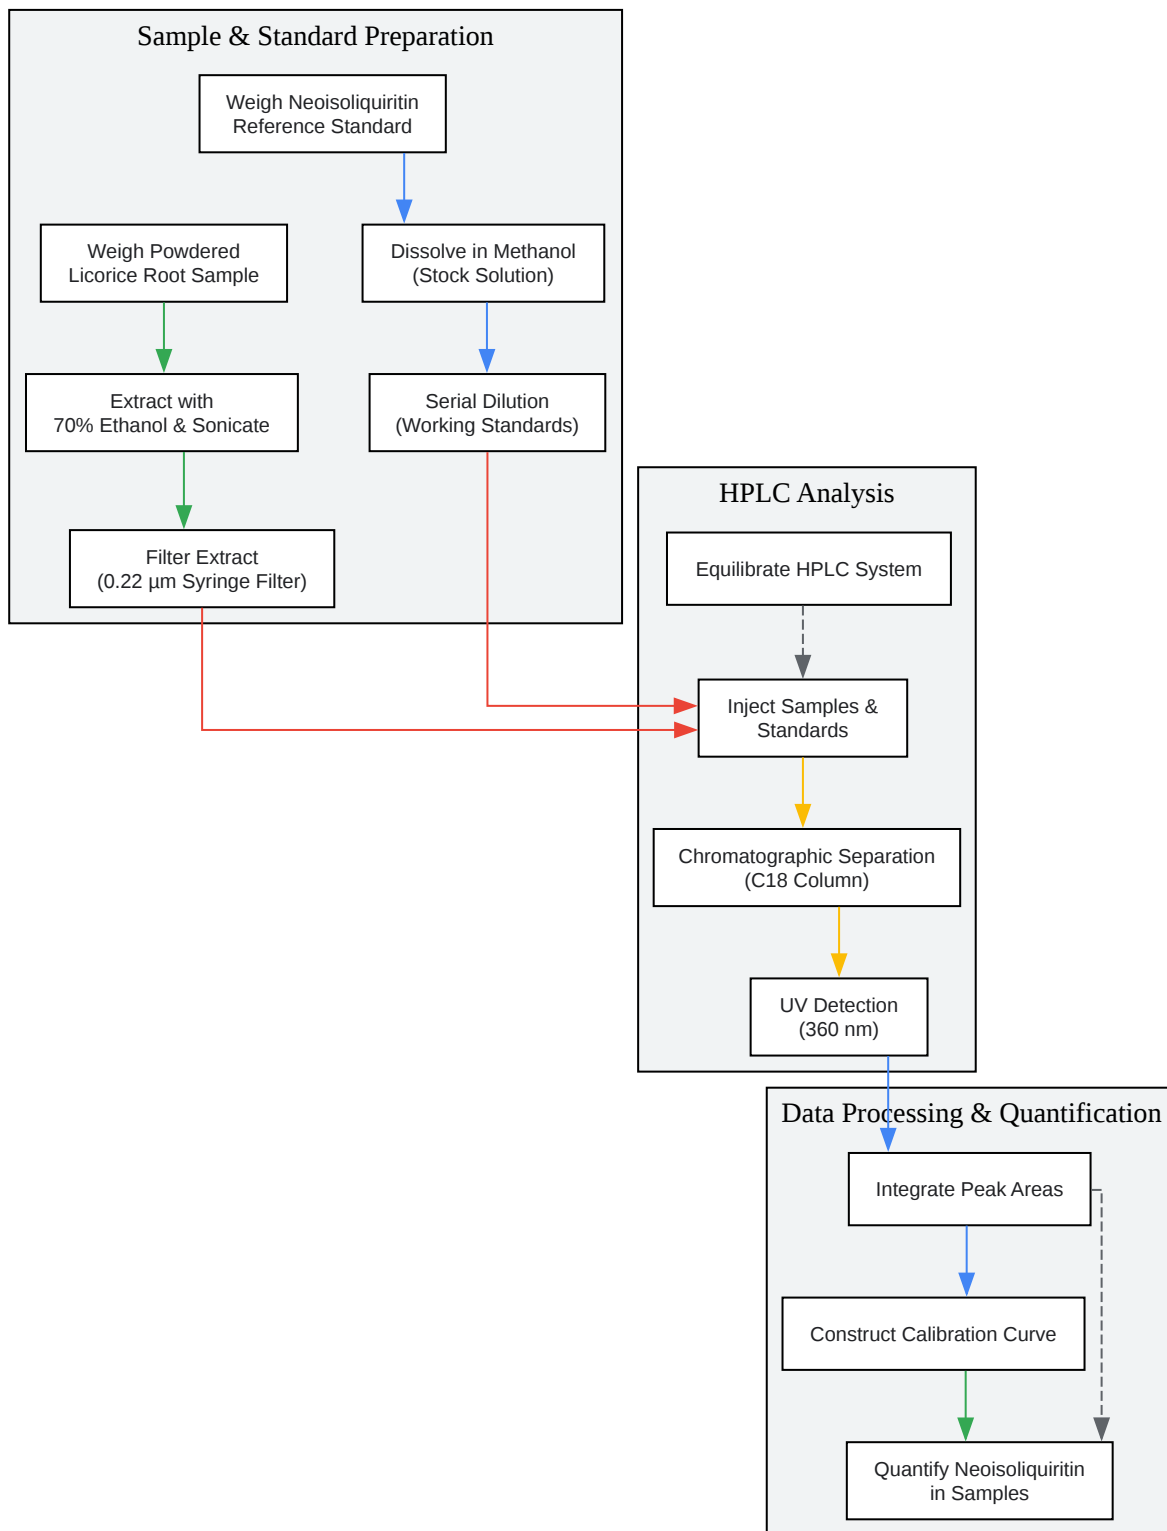 Sample & Standard Preparation
Weigh Neoisoliquiritin
Reference Standard
Weigh Powdered
Licorice Root Sample
Dissolve in Methanol
(Stock Solution)
Extract with
70% Ethanol & Sonicate
Serial Dilution
(Working Standards)
Filter Extract
(0.22 µm Syringe Filter)
HPLC Analysis
Equilibrate HPLC System
Inject Samples &
Standards
Chromatographic Separation
(C18 Column)
UV Detection
(360 nm)
Data Processing & Quantification
Integrate Peak Areas
Construct Calibration Curve
Quantify Neoisoliquiritin
in Samples